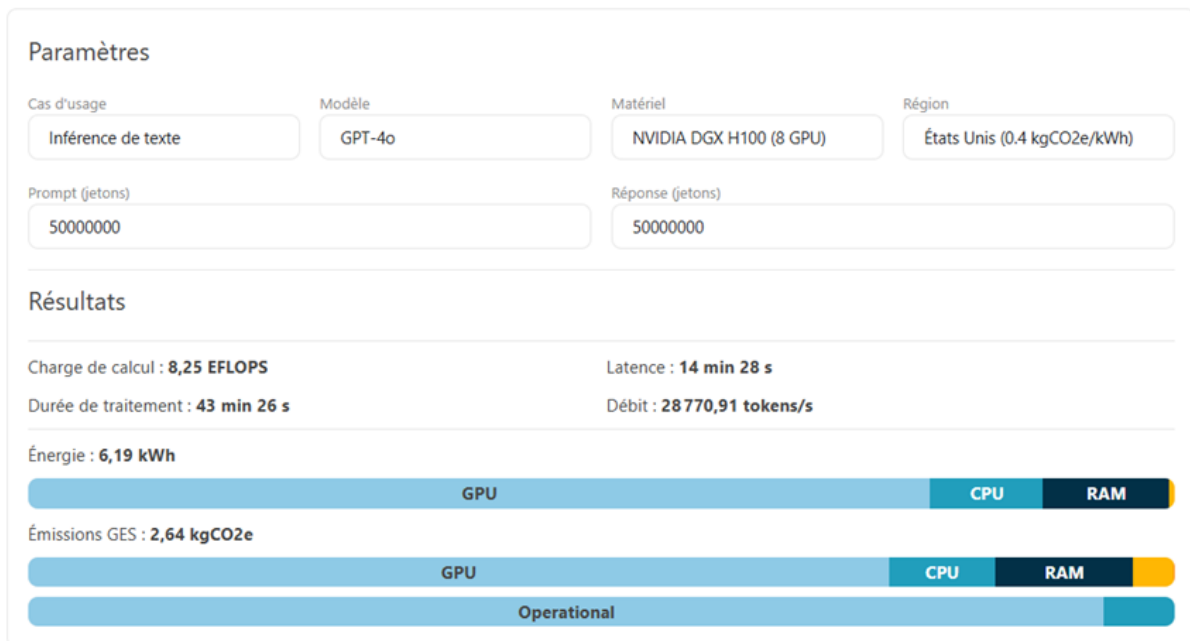 Paramètres
Cas d'usage Modèle Matériel Région
Inférence de texte GPT-4o NVIDIA DGX H100 (8 GPU) États Unis (0.4 kgCO2e/kWh)
Prompt (jetons) Réponse (jetons)
50000000 50000000
Résultats
Charge de calcul : 8,25 EFLOPS Latence : 14 min 28 s
Durée de traitement : 43 min 26 s Débit : 28 770,91 tokens/s
Énergie : 6,19 kWh
GPU CPU RAM
Émissions GES : 2,64 kgCO2e
GPU CPU RAM
Operational